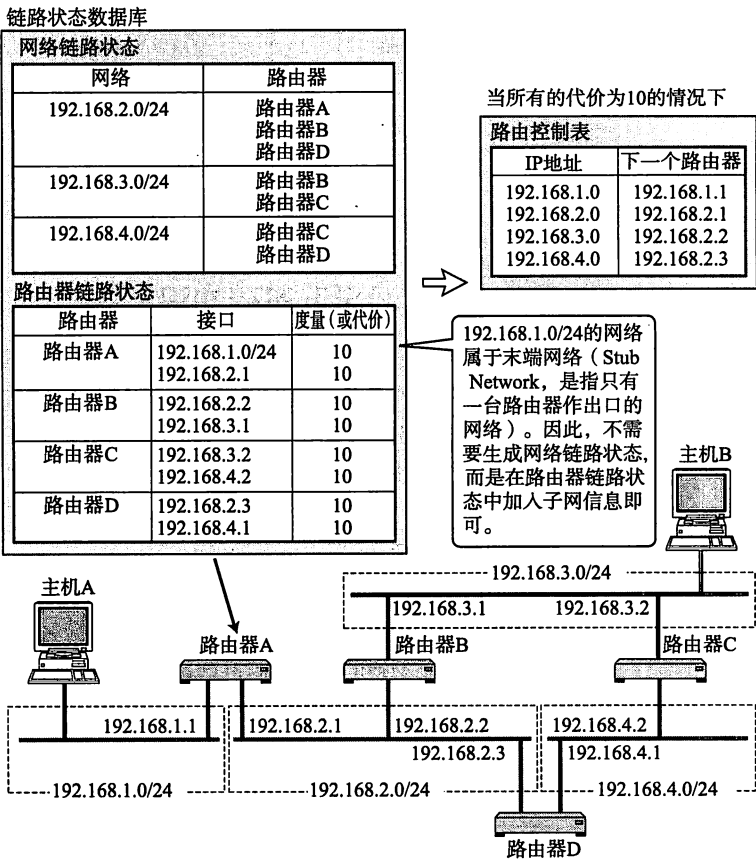 链路状态数据库
网络链路状态
网络 路由器
192.168.2.0/24 路由器A
路由器B
路由器D
192.168.3.0/24 路由器B
路由器C
192.168.4.0/24 路由器C
路由器D
路由器链路状态
路由器 接口 度量(或代价)
路由器A 192.168.1.0/24 10
192.168.2.1 10
路由器B 192.168.2.2 10
192.168.3.1 10
路由器C 192.168.3.2 10
192.168.4.2 10
路由器D 192.168.2.3 10
192.168.4.1 10
当所有的代价为10的情况下
路由控制表
IP地址 下一个路由器
192.168.1.0 192.168.1.1
192.168.2.0 192.168.2.1
192.168.3.0 192.168.2.2
192.168.4.0 192.168.2.3
192.168.1.0/24的网络
属于末端网络(Stub
Network,是指只有
一台路由器作出口的
网络)。因此,不需
要生成网络链路状态,
而是在路由器链路状
态中加入子网信息即
可。
主机B
192.168.3.0/24
192.168.3.1 192.168.3.2
主机A
路由器A 路由器B 路由器C
192.168.1.1 192.168.2.1 192.168.2.2 192.168.4.2
192.168.2.3 192.168.4.1
192.168.1.0/24 192.168.2.0/24 192.168.4.0/24
路由器D